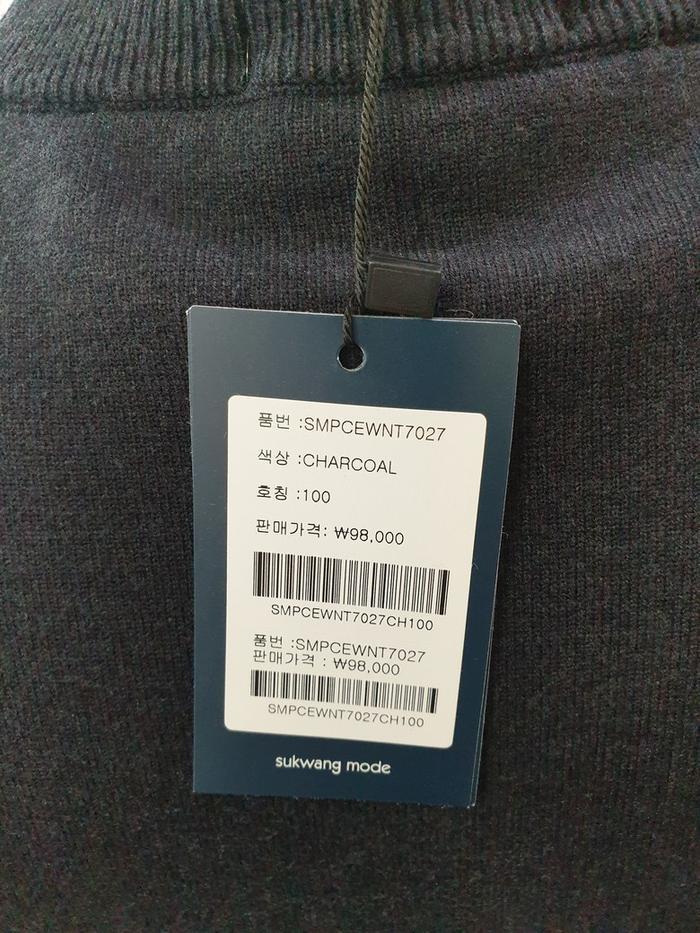 품번 :SMPCEWNT7027
색상 :CHARCOAL
호칭 :100
판매가격: ₩98,000
SMPCEWNT7027CH100
품번 :SMPCEWNT7027
판매가격 : ₩98,000
SMPCEWNT7027CH100
sukwang mode